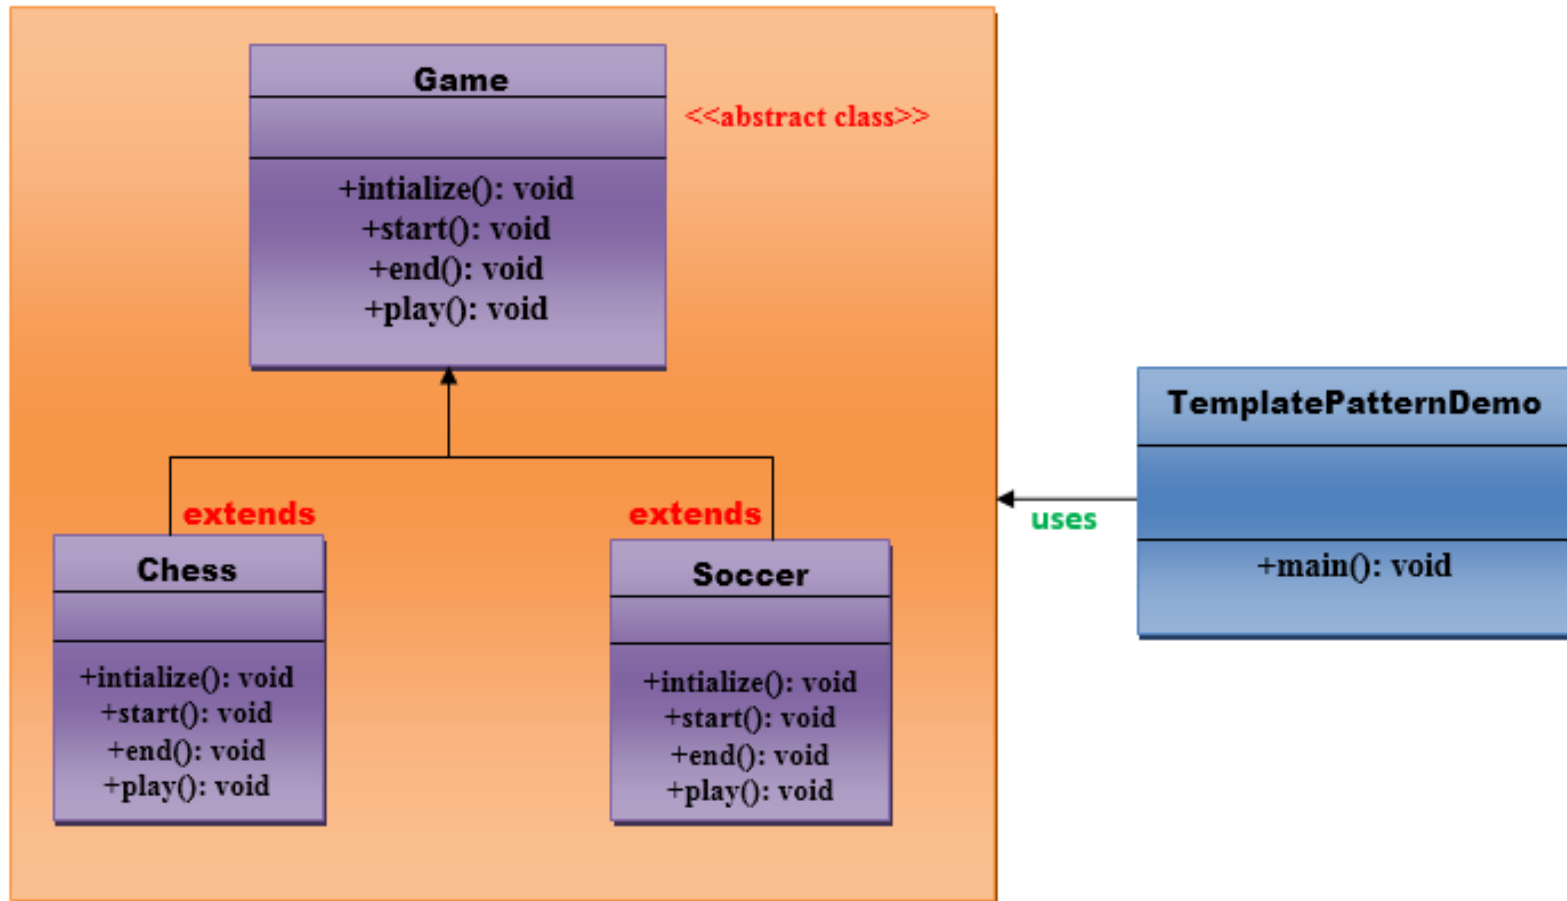 Game
<<abstract class>>
+intialize(): void
+start(): void
+end(): void
+play(): void
extends
extends
Chess
+intialize(): void
+start(): void
+end(): void
+play(): void
Soccer
+intialize(): void
+start(): void
+end(): void
+play(): void
uses
TemplatePatternDemo
+main(): void